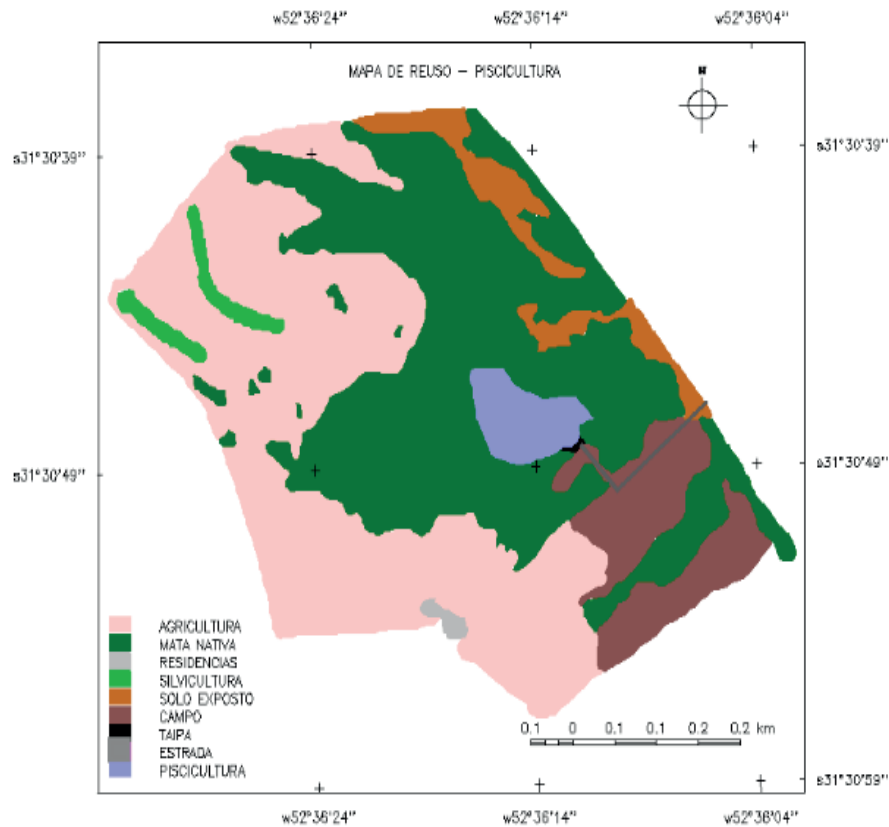 w52°36'24'' w52°36'14'' w52°36'04''
MAPA DE REUSO – PISCICULTURA
N
s31°30'39'' s31°30'39''
s31°30'49'' s31°30'49''
AGRICULTURA
MATA NATIVA
RESIDENCIAS
SILVICULTURA
SOLO EXPOSTO
CAMPO
TAIPA
ESTRADA
PISCICULTURA
0.1 0 0.1 0.1 0.2 0.2 km
s31°30'59''
w52°36'24'' w52°36'14'' w52°36'04''